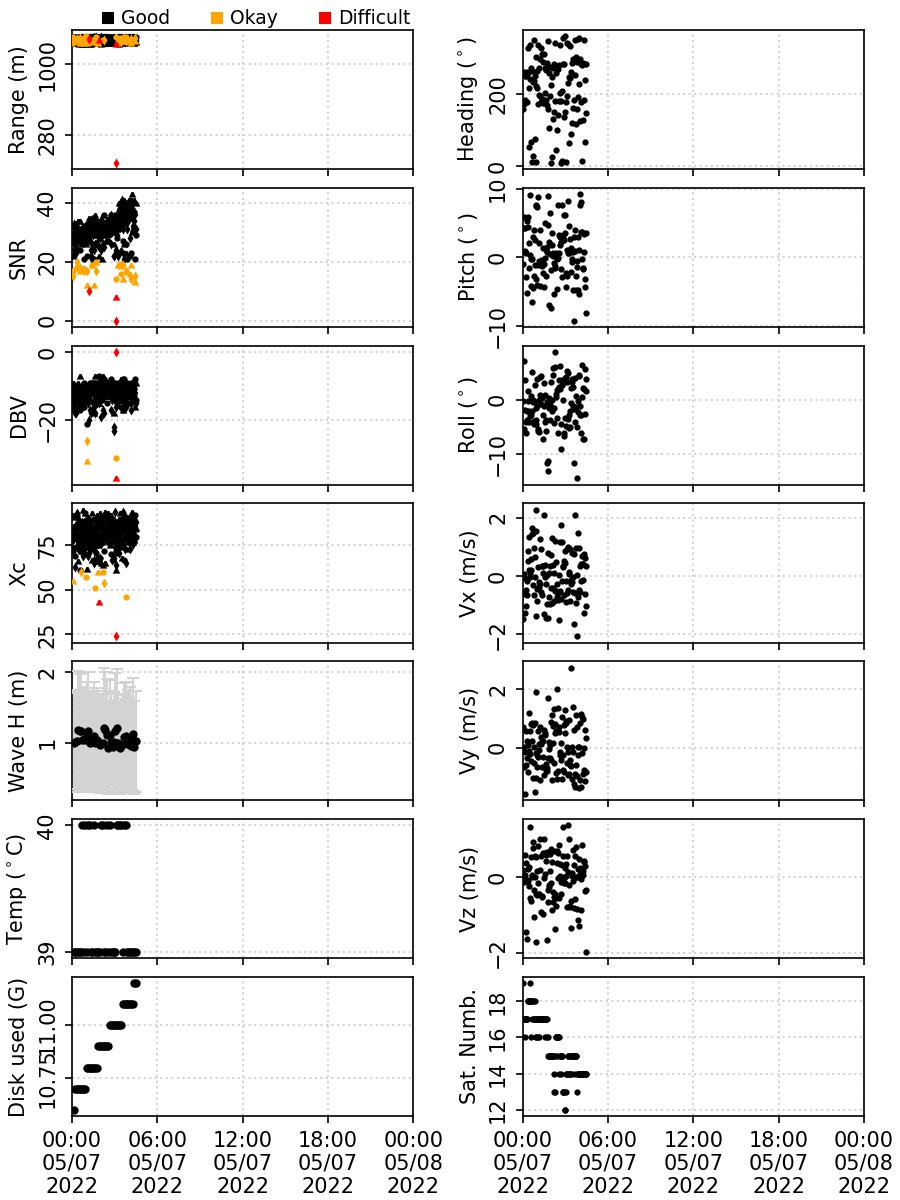 Good Okay Difficult
Range (m)
1000
280
Heading (°)
200
0
SNR
40
20
0
Pitch (°)
10
0
−10
DBV
0
−20
Roll (°)
0
−10
Xc
75
50
25
Vx (m/s)
2
0
−2
Wave H (m)
2
1
Vy (m/s)
2
0
Temp (°C)
40
39
Vz (m/s)
0
−2
Disk used (G)
11.00
10.75
Sat. Numb.
18
16
14
12
00:00 06:00 12:00 18:00 00:00
05/07 05/07 05/07 05/07 05/08
2022 2022 2022 2022 2022
00:00 06:00 12:00 18:00 00:00
05/07 05/07 05/07 05/07 05/08
2022 2022 2022 2022 2022